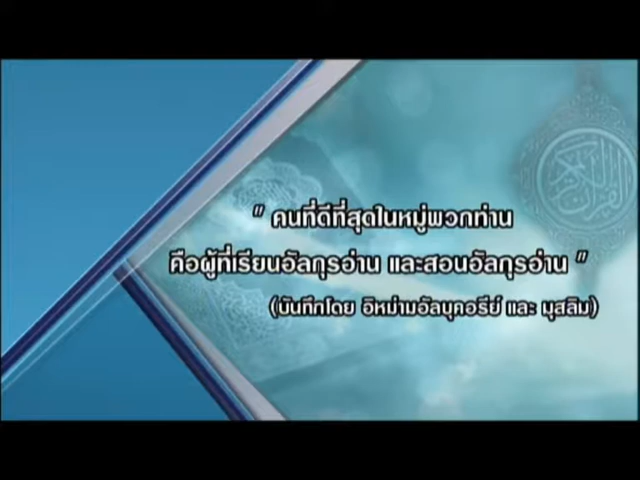 " คนที่ดีที่สุดในหมู่พวกท่าน
คือผู้ที่เรียนอัลกุรอ่าน และสอนอัลกุรอ่าน "
(บันทึกโดย อิหม่ามอัลบุคอรีย์ และ มุสลิม)